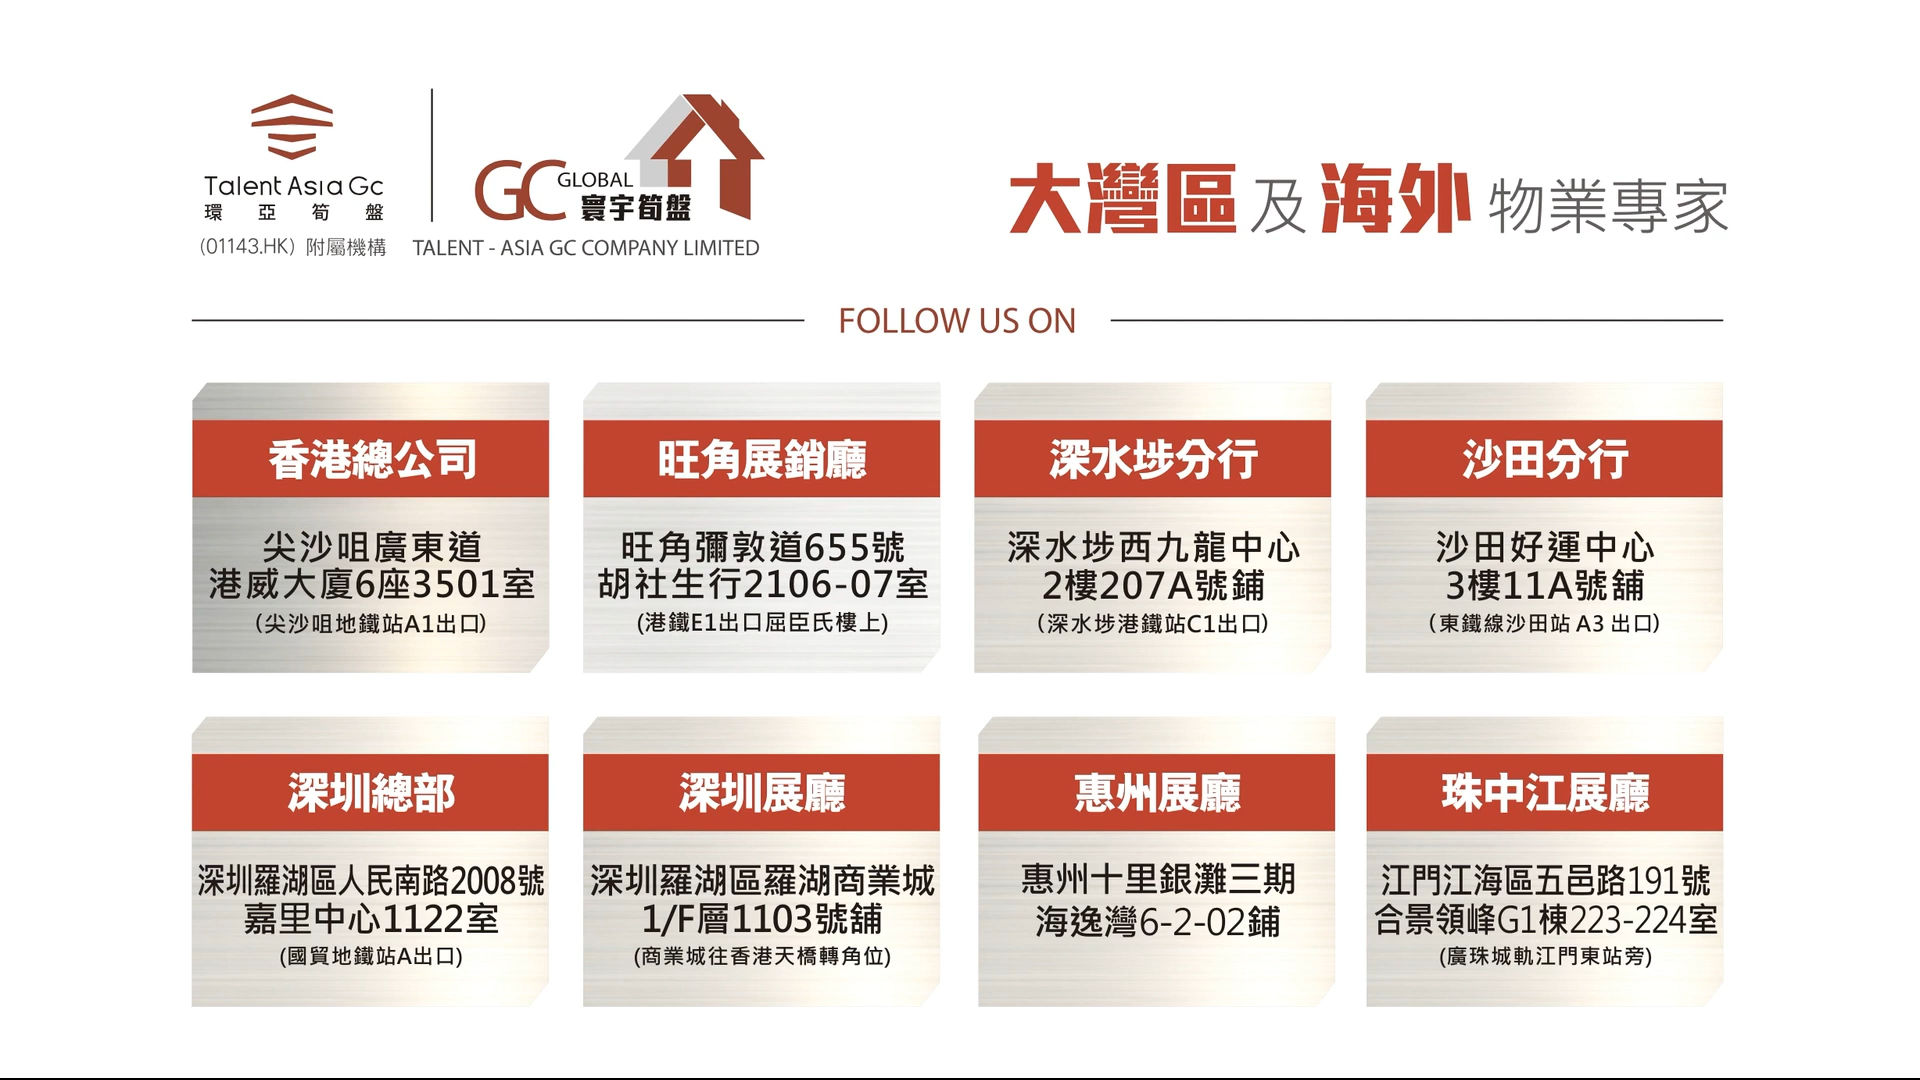 Talent Asia Gc
環亞筍盤
(01143.HK) 附屬機構
GC GLOBAL
寰宇筍盤
TALENT - ASIA GC COMPANY LIMITED
大灣區及海外物業專家
FOLLOW US ON
香港總公司
尖沙咀廣東道
港威大廈6座3501室
(尖沙咀地鐵站A1出口)
旺角展銷廳
旺角彌敦道655號
胡社生行2106-07室
(港鐵E1出口屈臣氏樓上)
深水埗分行
深水埗西九龍中心
2樓207A號鋪
(深水埗港鐵站C1出口)
沙田分行
沙田好運中心
3樓11A號舖
(東鐵線沙田站 A3 出口)
深圳總部
深圳羅湖區人民南路2008號
嘉里中心1122室
(國貿地鐵站A出口)
深圳展廳
深圳羅湖區羅湖商業城
1/F層1103號舖
(商業城往香港天橋轉角位)
惠州展廳
惠州十里銀灘三期
海逸灣6-2-02鋪
珠中江展廳
江門江海區五邑路191號
合景領峰G1棟223-224室
(廣珠城軌江門東站旁)